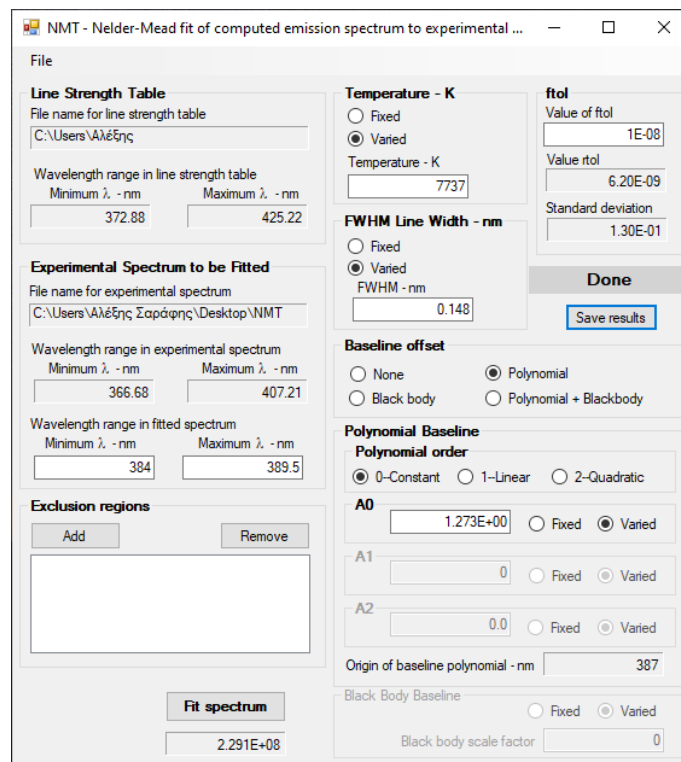 NMT - Nelder-Mead fit of computed emission spectrum to experimental ...
File
Line Strength Table
File name for line strength table
C:\Users\Αλέξης
Wavelength range in line strength table
Minimum λ - nm Maximum λ - nm
372.88 425.22
Experimental Spectrum to be Fitted
File name for experimental spectrum
C:\Users\Αλέξης Σαράφης\Desktop\NMT
Wavelength range in experimental spectrum
Minimum λ - nm Maximum λ - nm
366.68 407.21
Wavelength range in fitted spectrum
Minimum λ - nm Maximum λ - nm
384 389.5
Exclusion regions
Add Remove
Fit spectrum
2.291E+08
Temperature - K
Fixed
Varied
Temperature - K
7737
FWHM Line Width - nm
Fixed
Varied
FWHM - nm
0.148
ftol
Value of ftol
1E-08
Value rtol
6.20E-09
Standard deviation
1.30E-01
Done
Save results
Baseline offset
None Polynomial
Black body Polynomial + Blackbody
Polynomial Baseline
Polynomial order
0--Constant 1--Linear 2--Quadratic
A0
1.273E+00 Fixed Varied
A1
0 Fixed Varied
A2
0.0 Fixed Varied
Origin of baseline polynomial - nm 387
Black Body Baseline
Fixed Varied
Black body scale factor 0